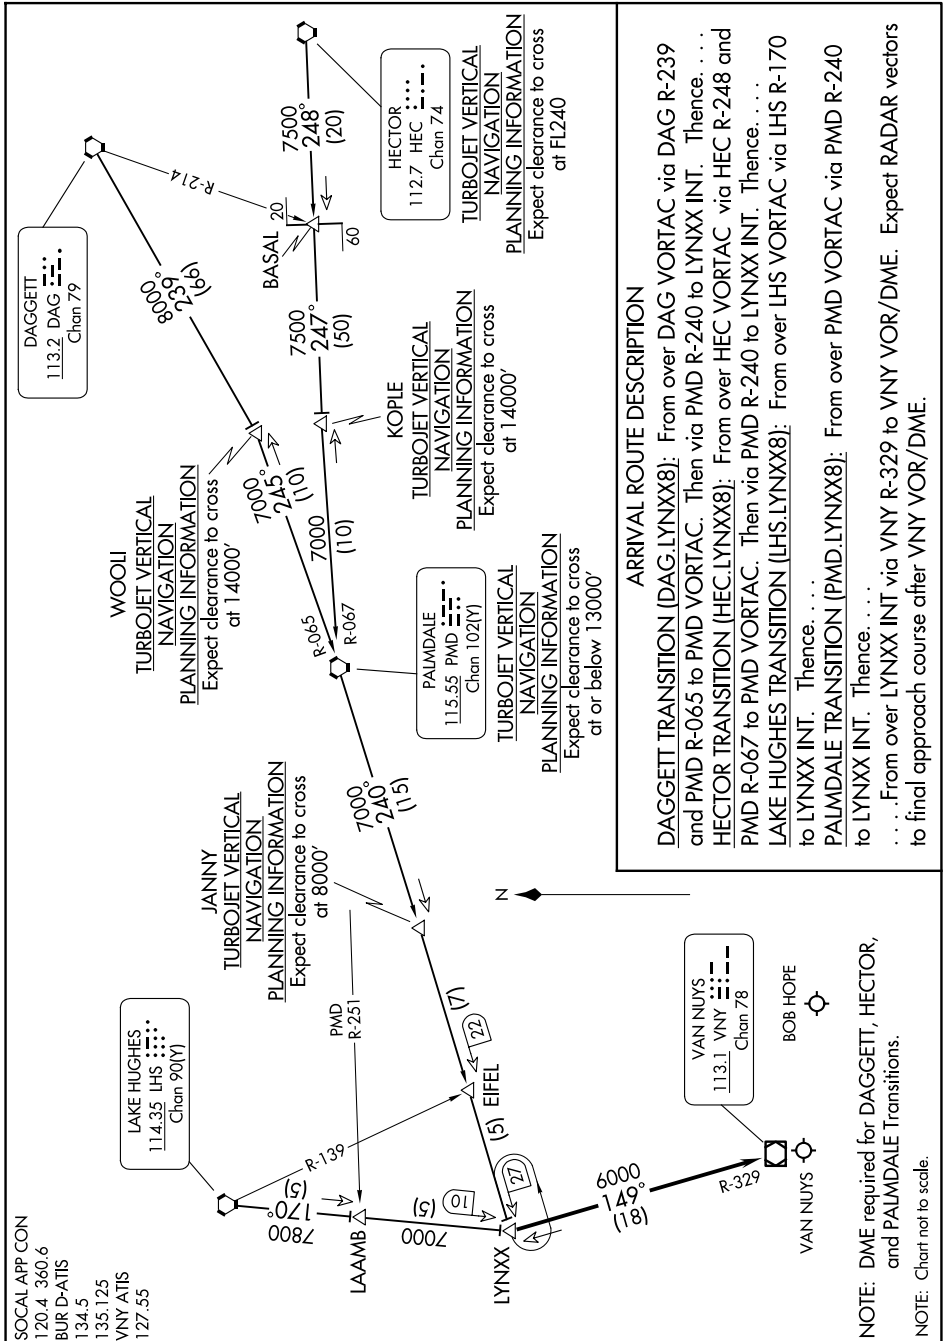 SOCAL APP CON
120.4 360.6
BUR D-ATIS
134.5
135.125
VNY ATIS
127.55
LAKE HUGHES
114.35 LHS
Chan 90(Y)
7800
170°
(5)
R-139
LAAMB
PMD
R-251
7000
(5)
10
LYNXX
27
(5)
EIFEL
22
(7)
6000
149°
(18)
R-329
VAN NUYS
113.1 VNY
Chan 78
VAN NUYS
BOB HOPE
N
JANNY
TURBOJET VERTICAL
NAVIGATION
PLANNING INFORMATION
Expect clearance to cross
at 8000'
7000
240°
(15)
PALMDALE
115.55 PMD
Chan 102(Y)
TURBOJET VERTICAL
NAVIGATION
PLANNING INFORMATION
Expect clearance to cross
at or below 13000'
R-065
R-067
WOOLI
TURBOJET VERTICAL
NAVIGATION
PLANNING INFORMATION
Expect clearance to cross
at 14000'
7000
245°
(10)
7000
(10)
KOPLE
TURBOJET VERTICAL
NAVIGATION
PLANNING INFORMATION
Expect clearance to cross
at 14000'
8000
239°
(66)
7500
247°
(50)
DAGGETT
113.2 DAG
Chan 79
R-214
BASAL
20
60
7500
248°
(20)
HECTOR
112.7 HEC
Chan 74
TURBOJET VERTICAL
NAVIGATION
PLANNING INFORMATION
Expect clearance to cross
at FL240
ARRIVAL ROUTE DESCRIPTION
DAGGETT TRANSITION (DAG.LYNXX8): From over DAG VORTAC via DAG R-239
and PMD R-065 to PMD VORTAC. Then via PMD R-240 to LYNXX INT. Thence. . . .
HECTOR TRANSITION (HEC.LYNXX8): From over HEC VORTAC via HEC R-248 and
PMD R-067 to PMD VORTAC. Then via PMD R-240 to LYNXX INT. Thence. . . .
LAKE HUGHES TRANSITION (LHS.LYNXX8): From over LHS VORTAC via LHS R-170
to LYNXX INT. Thence. . . .
PALMDALE TRANSITION (PMD.LYNXX8): From over PMD VORTAC via PMD R-240
to LYNXX INT. Thence. . . .
. . . .From over LYNXX INT via VNY R-329 to VNY VOR/DME. Expect RADAR vectors
to final approach course after VNY VOR/DME.
NOTE: DME required for DAGGETT, HECTOR,
and PALMDALE Transitions.
NOTE: Chart not to scale.